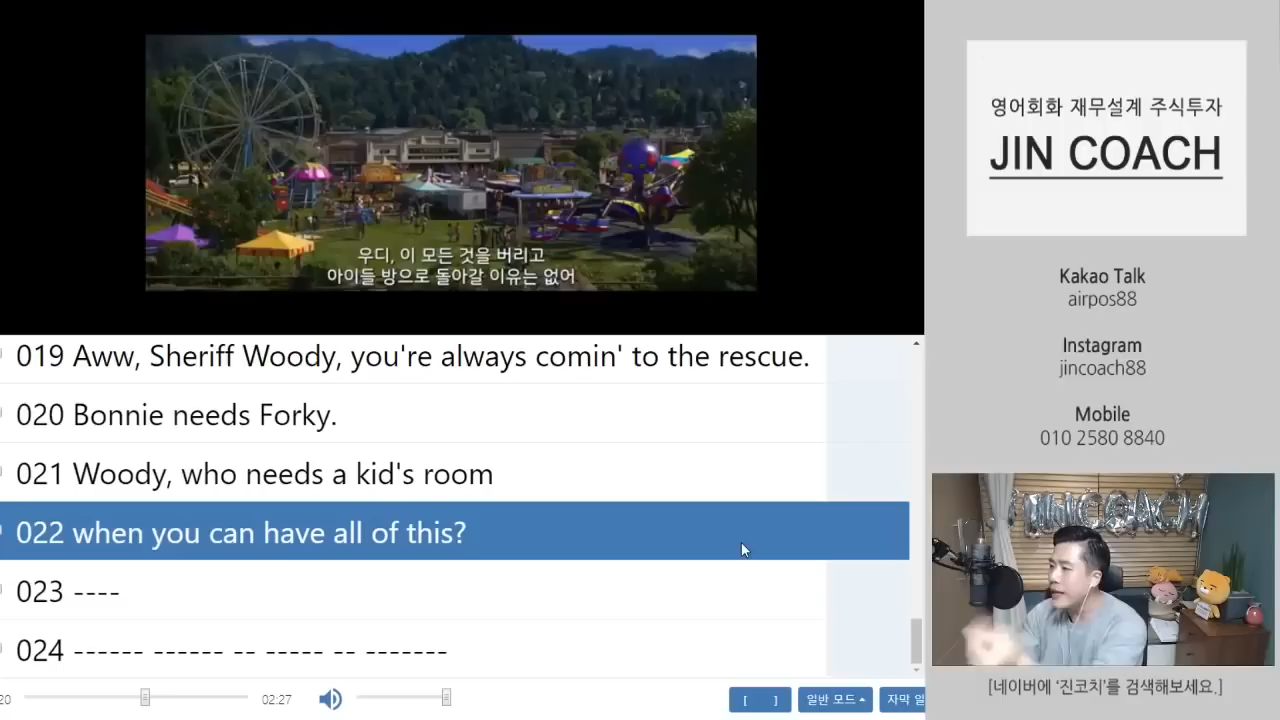 우디, 이 모든 것을 버리고
아이들 방으로 돌아갈 이유는 없어
019 Aww, Sheriff Woody, you're always comin' to the rescue.
020 Bonnie needs Forky.
021 Woody, who needs a kid's room
022 when you can have all of this?
023 ----
024 ------ ------ -- ----- -- -------
20
02:27
[ ]
일반 모드
자막 일
영어회화 재무설계 주식투자
JIN COACH
Kakao Talk
airpos88
Instagram
jincoach88
Mobile
010 2580 8840
JINCOACH
[네이버에 '진코치'를 검색해보세요.]